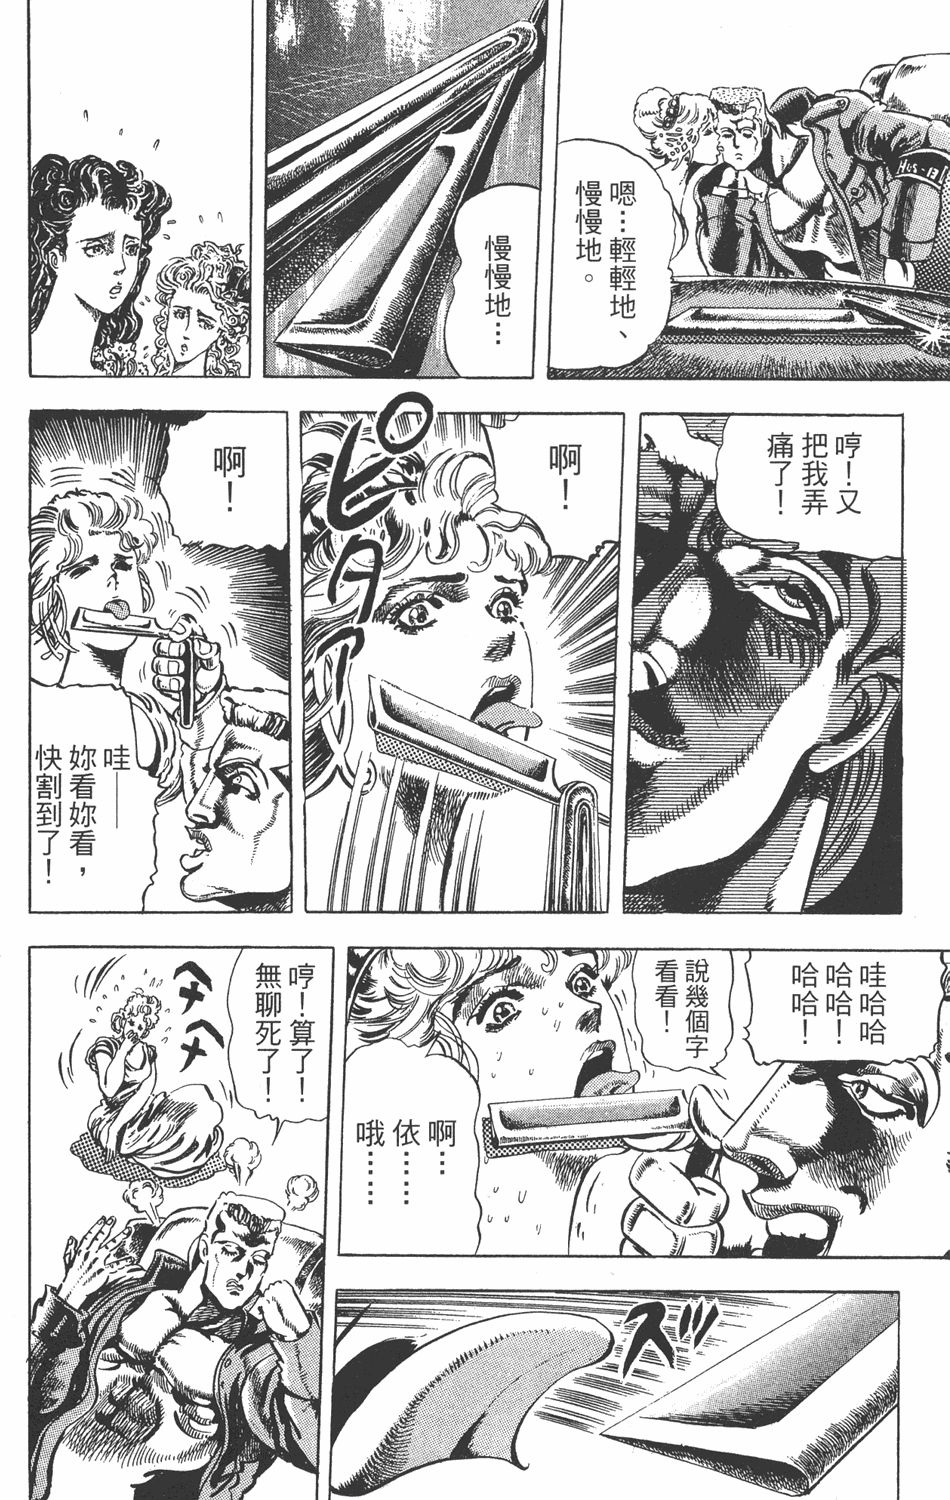 HiS-13
嗯…輕輕地、
慢慢地。
慢慢地…
哼！又
把我弄
痛了！
啊！
ピタァ
啊！
哇——
妳看妳看，
快割到了！
哇哈哈
哈哈！
哈哈！
說幾個字
看看！
啊…
依……
哦……
ズッ
哼！算了！
無聊死了！
ヘナヘナ